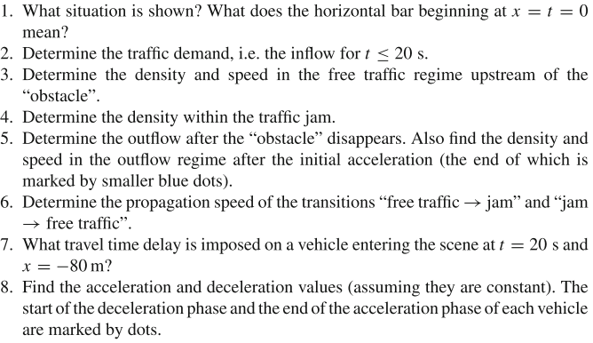 1. What situation is shown? What does the horizontal bar beginning at x = t = 0
mean?
2. Determine the traffic demand, i.e. the inflow for t ≤ 20 s.
3. Determine the density and speed in the free traffic regime upstream of the
“obstacle”.
4. Determine the density within the traffic jam.
5. Determine the outflow after the “obstacle” disappears. Also find the density and
speed in the outflow regime after the initial acceleration (the end of which is
marked by smaller blue dots).
6. Determine the propagation speed of the transitions “free traffic → jam” and “jam
→ free traffic”.
7. What travel time delay is imposed on a vehicle entering the scene at t = 20 s and
x = −80 m?
8. Find the acceleration and deceleration values (assuming they are constant). The
start of the deceleration phase and the end of the acceleration phase of each vehicle
are marked by dots.